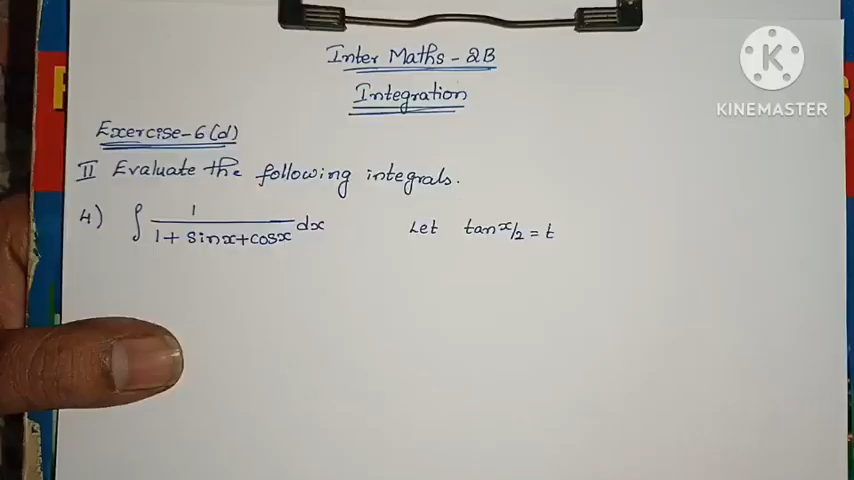 Inter Maths - 2B
Integration
K
KINEMASTER
Exercise-6(d)
II Evaluate the following integrals.
4) ∫ 1/(1+ sinx+cosx) dx Let tan x/2 = t